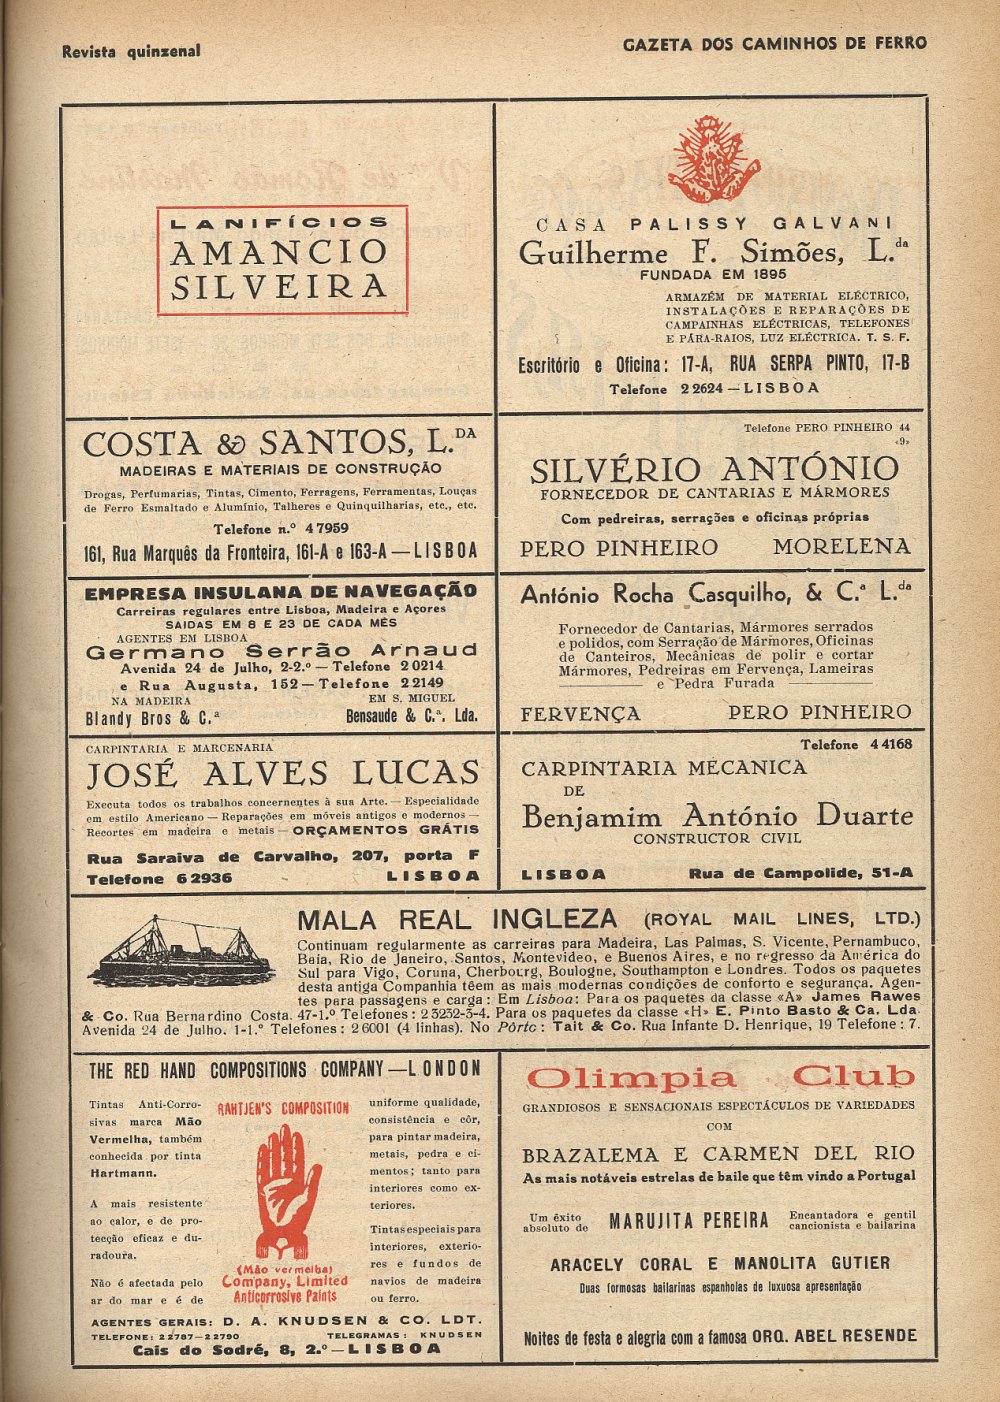 Revista quinzenal
GAZETA DOS CAMINHOS DE FERRO
LANIFÍCIOS
AMANCIO
SILVEIRA
CASA PALISSY GALVANI
Guilherme F. Simões, L.da
FUNDADA EM 1895
ARMAZÉM DE MATERIAL ELÉCTRICO,
INSTALAÇÕES E REPARAÇÕES DE
CAMPAINHAS ELÉCTRICAS, TELEFONES
E PÁRA-RAIOS, LUZ ELÉCTRICA. T. S. F.
Escritório e Oficina: 17-A, RUA SERPA PINTO, 17-B
Telefone 2 2624 — LISBOA
COSTA & SANTOS, L.DA
MADEIRAS E MATERIAIS DE CONSTRUÇÃO
Drogas, Perfumarias, Tintas, Cimento, Ferragens, Ferramentas, Louças
de Ferro Esmaltado e Alumínio, Talheres e Quinquilharias, etc., etc.
Telefone n.º 4 7959
161, Rua Marquês da Fronteira, 161-A e 163-A — LISBOA
Telefone PERO PINHEIRO 44
«9»
SILVÉRIO ANTÓNIO
FORNECEDOR DE CANTARIAS E MÁRMORES
Com pedreiras, serrações e oficinas próprias
PERO PINHEIRO MORELENA
EMPRESA INSULANA DE NAVEGAÇÃO
Carreiras regulares entre Lisboa, Madeira e Açores
SAIDAS EM 8 E 23 DE CADA MÊS
AGENTES EM LISBOA
Germano Serrão Arnaud
Avenida 24 de Julho, 2-2.º — Telefone 2 0214
e Rua Augusta, 152 — Telefone 2 2149
NA MADEIRA EM S. MIGUEL
Blandy Bros & C.ª Bensaude & C.ª. Lda.
António Rocha Casquilho, & C.ª L.da
Fornecedor de Cantarias, Mármores serrados
e polidos, com Serração de Mármores, Oficinas
de Canteiros, Mecânicas de polir e cortar
Mármores, Pedreiras em Fervença, Lameiras
e Pedra Furada
FERVENÇA PERO PINHEIRO
CARPINTARIA E MARCENARIA
JOSÉ ALVES LUCAS
Executa todos os trabalhos concernentes à sua Arte. — Especialidade
em estilo Americano — Reparações em móveis antigos e modernos —
Recortes em madeira e metais — ORÇAMENTOS GRÁTIS
Rua Saraiva de Carvalho, 207, porta F
Telefone 6 2936 LISBOA
Telefone 4 4168
CARPINTARIA MECANICA
DE
Benjamim António Duarte
CONSTRUCTOR CIVIL
LISBOA Rua de Campolide, 51-A
MALA REAL INGLEZA (ROYAL MAIL LINES, LTD.)
Continuam regularmente as carreiras para Madeira, Las Palmas, S. Vicente, Pernambuco,
Baía, Rio de Janeiro, Santos, Montevideo, e Buenos Aires, e no regresso da América do
Sul para Vigo, Coruna, Cherbourg, Boulogne, Southampton e Londres. Todos os paquetes
desta antiga Companhia têem as mais modernas condições de conforto e segurança. Agen-
tes para passagens e carga: Em Lisboa: Para os paquetes da classe «A» James Rawes
& Co. Rua Bernardino Costa. 47-1.º Telefones: 2 3232-3-4. Para os paquetes da classe «H» E. Pinto Basto & Ca. Lda.
Avenida 24 de Julho. 1-1.º Telefones: 2 6001 (4 linhas). No Pôrto: Tait & Co. Rua Infante D. Henrique, 19 Telefone: 7.
THE RED HAND COMPOSITIONS COMPANY — LONDON
Tintas Anti-Corro-
sivas marca Mão
Vermelha, também
conhecida por tinta
Hartmann.
A mais resistente
ao calor, e de pro-
tecção eficaz e du-
radoura.
Não é afectada pelo
ar do mar e é de
RAHTJEN'S COMPOSITION
(Mão vermelha)
Company, Limited
Anticorrosive Paints
uniforme qualidade,
consistência e côr,
para pintar madeira,
metais, pedra e ci-
mentos; tanto para
interiores como ex-
teriores.
Tintas especiais para
interiores, exterio-
res e fundos de
navios de madeira
ou ferro.
AGENTES GERAIS: D. A. KNUDSEN & CO. LDT.
TELEFONE: 2 2787—2 2790 TELEGRAMAS: KNUDSEN
Cais do Sodré, 8, 2.º — LISBOA
Olimpia Club
GRANDIOSOS E SENSACIONAIS ESPECTÁCULOS DE VARIEDADES
COM
BRAZALEMA E CARMEN DEL RIO
As mais notáveis estrelas de baile que têm vindo a Portugal
Um êxito absoluto de MARUJITA PEREIRA Encantadora e gentil cancionista e bailarina
ARACELY CORAL E MANOLITA GUTIER
Duas formosas bailarinas espanholas de luxuosa apresentação
Noites de festa e alegria com a famosa ORQ. ABEL RESENDE